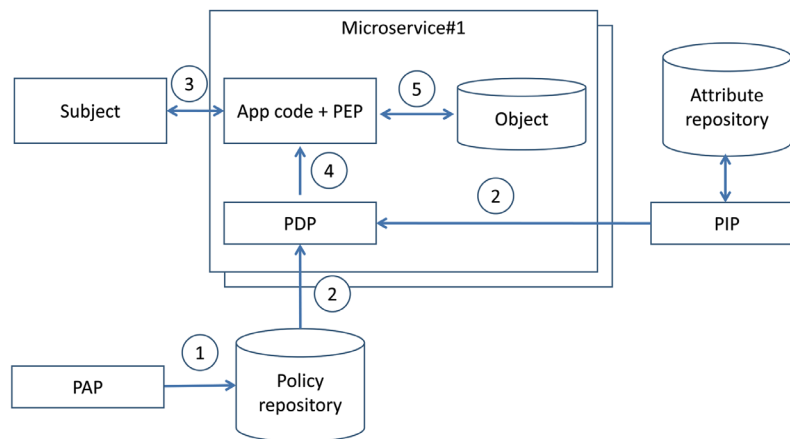 Microservice#1
3
5
Subject
App code + PEP
Object
Attribute
repository
4
2
PDP
PIP
2
1
PAP
Policy
repository